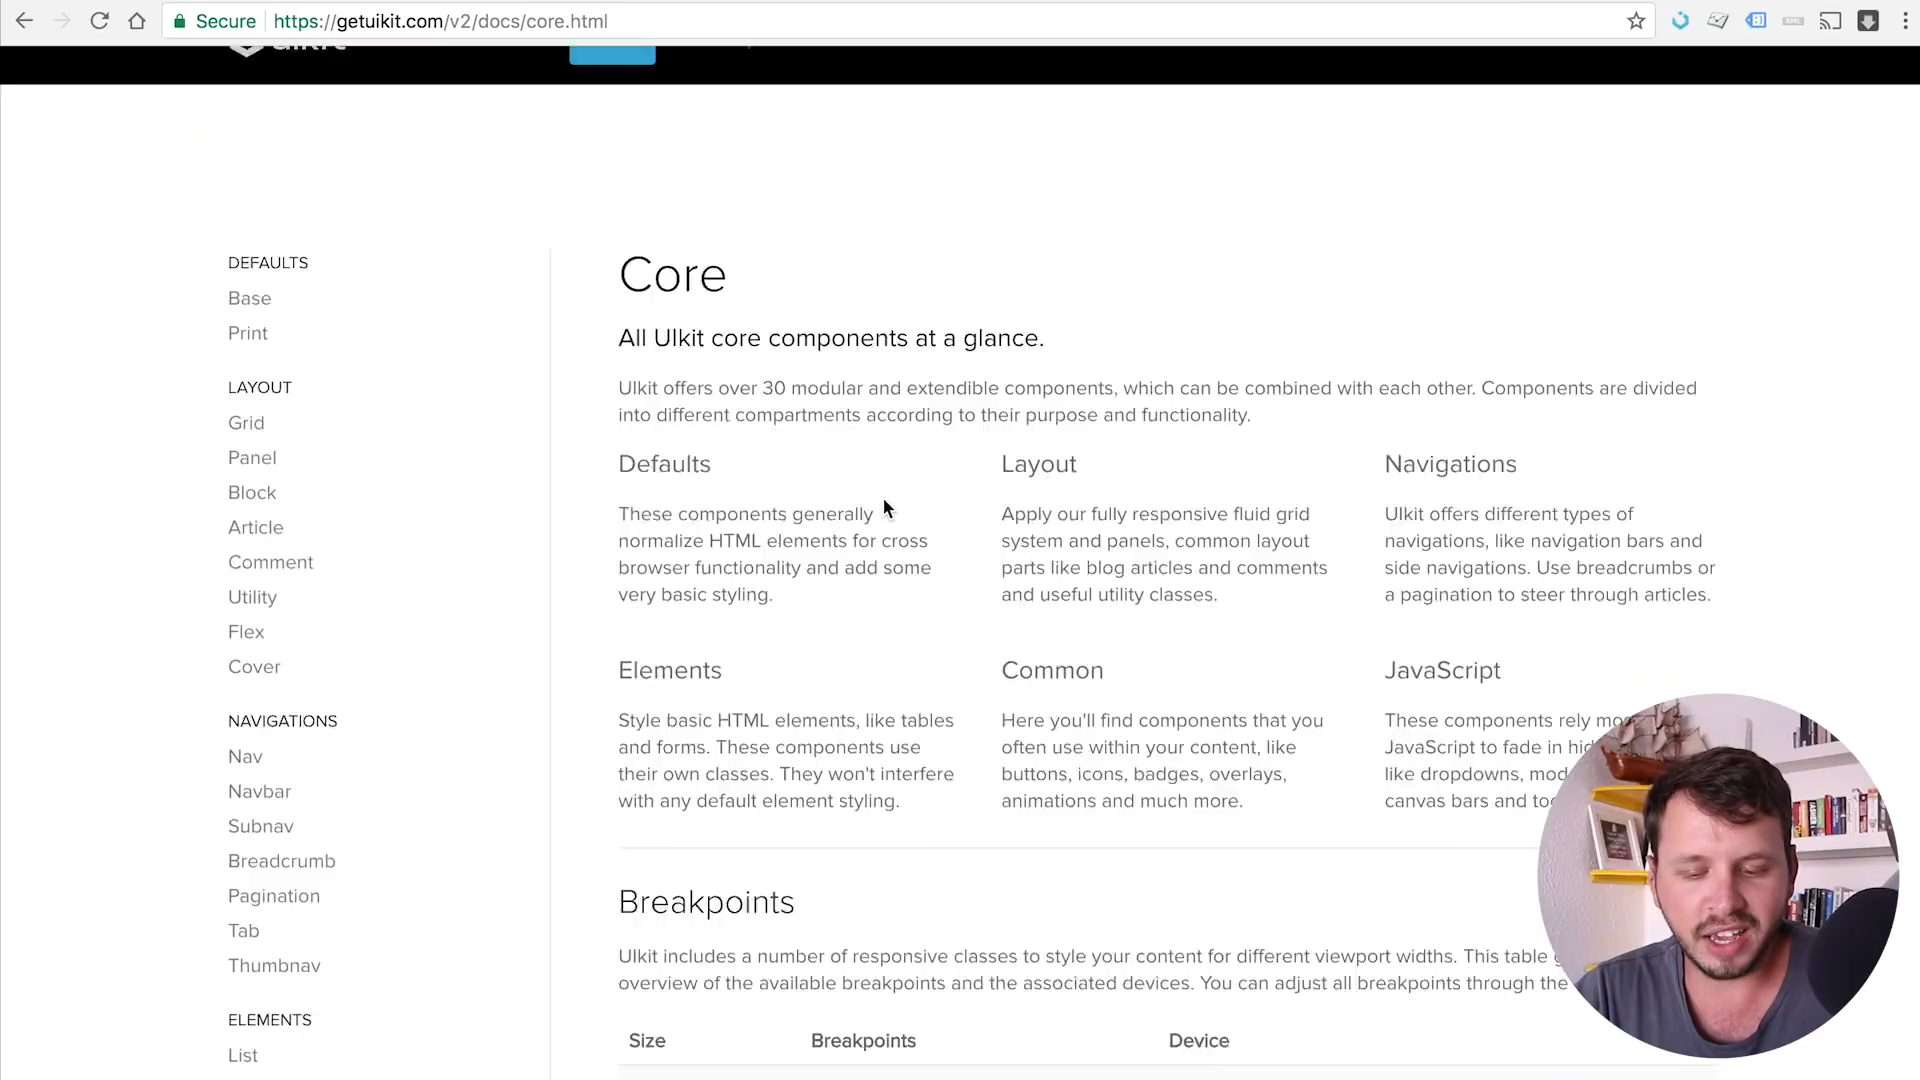 Secure
https://getuikit.com/v2/docs/core.html
DEFAULTS
Base
Print
LAYOUT
Grid
Panel
Block
Article
Comment
Utility
Flex
Cover
NAVIGATIONS
Nav
Navbar
Subnav
Breadcrumb
Pagination
Tab
Thumbnav
ELEMENTS
List
Core
All UIkit core components at a glance.
UIkit offers over 30 modular and extendible components, which can be combined with each other. Components are divided
into different compartments according to their purpose and functionality.
Defaults
These components generally
normalize HTML elements for cross
browser functionality and add some
very basic styling.
Layout
Apply our fully responsive fluid grid
system and panels, common layout
parts like blog articles and comments
and useful utility classes.
Navigations
UIkit offers different types of
navigations, like navigation bars and
side navigations. Use breadcrumbs or
a pagination to steer through articles.
Elements
Style basic HTML elements, like tables
and forms. These components use
their own classes. They won't interfere
with any default element styling.
Common
Here you'll find components that you
often use within your content, like
buttons, icons, badges, overlays,
animations and much more.
JavaScript
These components rely
JavaScript to fade in
like dropdowns,
canvas bars and
Breakpoints
UIkit includes a number of responsive classes to style your content for different viewport widths. This table
overview of the available breakpoints and the associated devices. You can adjust all breakpoints through the
Size
Breakpoints
Device